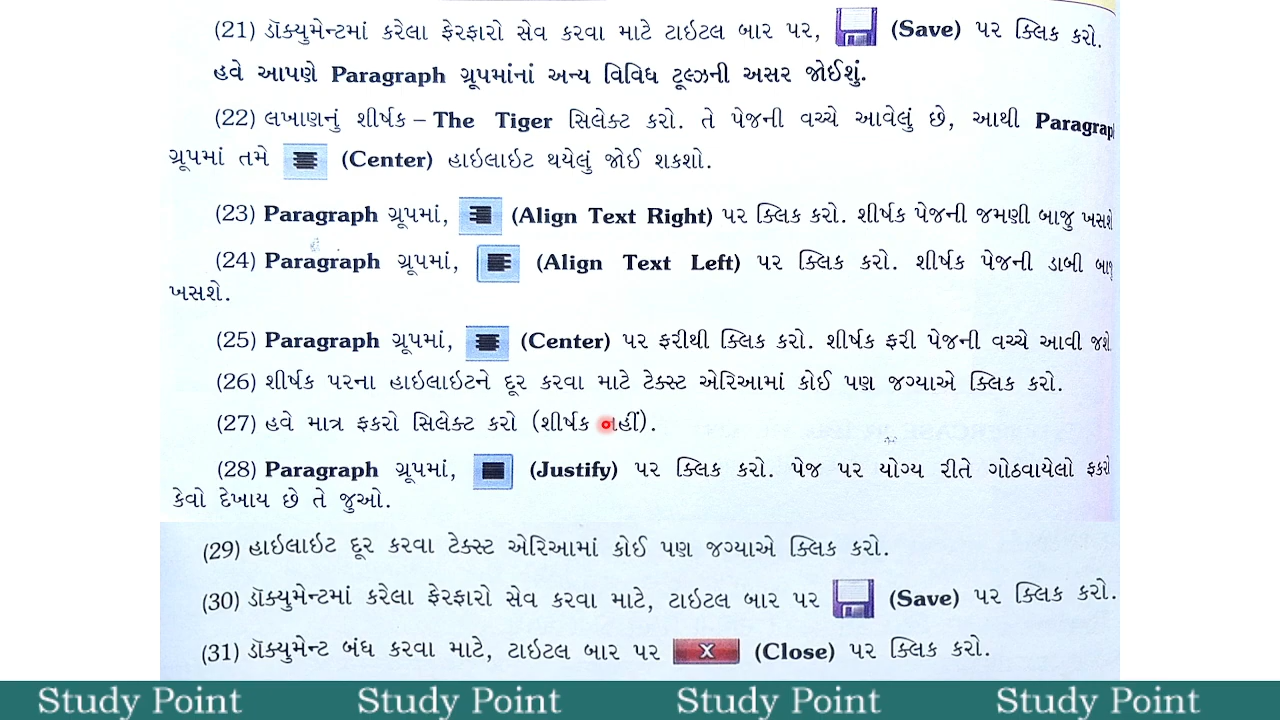 (21) ડૉક્યુમેન્ટમાં કરેલા ફેરફારો સેવ કરવા માટે ટાઇટલ બાર પર, (Save) પર ક્લિક કરો.
હવે આપણે Paragraph ગ્રૂપમાંનાં અન્ય વિવિધ ટૂલ્ઝની અસર જોઈશું.
(22) લખાણનું શીર્ષક – The Tiger સિલેક્ટ કરો. તે પેજની વચ્ચે આવેલું છે, આથી Paragraph
ગ્રૂપમાં તમે (Center) હાઇલાઇટ થયેલું જોઈ શકશો.
(23) Paragraph ગ્રૂપમાં, (Align Text Right) પર ક્લિક કરો. શીર્ષક પેજની જમણી બાજુ ખસશે
(24) Paragraph ગ્રૂપમાં, (Align Text Left) પર ક્લિક કરો. શીર્ષક પેજની ડાબી બાજુ
ખસશે.
(25) Paragraph ગ્રૂપમાં, (Center) પર ફરીથી ક્લિક કરો. શીર્ષક ફરી પેજની વચ્ચે આવી જશે
(26) શીર્ષક પરના હાઇલાઇટને દૂર કરવા માટે ટેક્સ્ટ એરિઆમાં કોઈ પણ જગ્યાએ ક્લિક કરો.
(27) હવે માત્ર ફકરો સિલેક્ટ કરો (શીર્ષક નહીં).
(28) Paragraph ગ્રૂપમાં, (Justify) પર ક્લિક કરો. પેજ પર યોગ્ય રીતે ગોઠવાયેલો ફકરો
કેવો દેખાય છે તે જુઓ.
(29) હાઇલાઇટ દૂર કરવા ટેક્સ્ટ એરિઆમાં કોઈ પણ જગ્યાએ ક્લિક કરો.
(30) ડૉક્યુમેન્ટમાં કરેલા ફેરફારો સેવ કરવા માટે, ટાઇટલ બાર પર (Save) પર ક્લિક કરો.
(31) ડૉક્યુમેન્ટ બંધ કરવા માટે, ટાઇટલ બાર પર X (Close) પર ક્લિક કરો.
Study Point Study Point Study Point Study Point